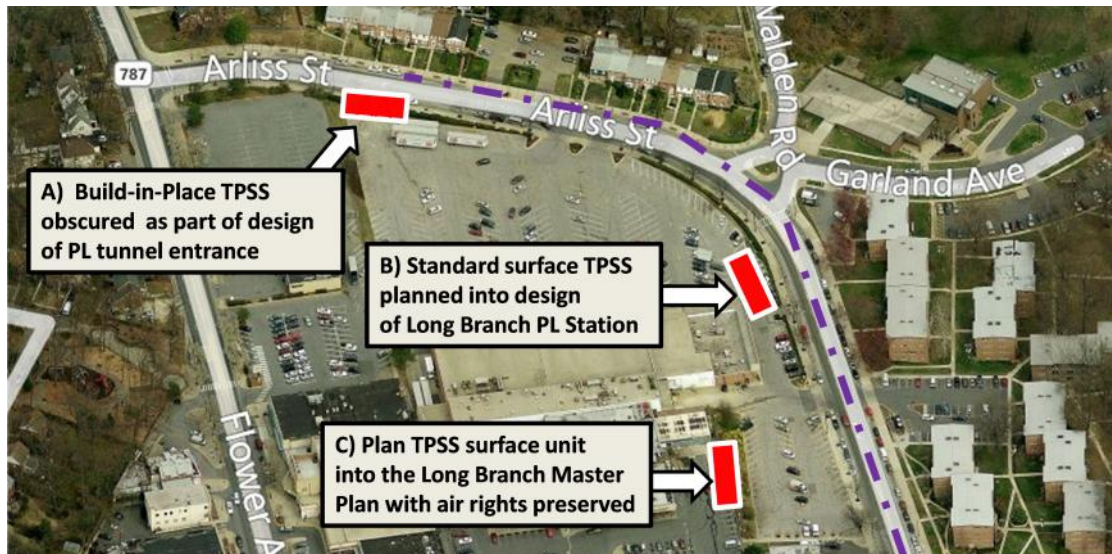 787
Arliss St
Arliss St
Walden Rd
Garland Ave
A) Build-in-Place TPSS
obscured as part of design
of PL tunnel entrance
B) Standard surface TPSS
planned into design
of Long Branch PL Station
C) Plan TPSS surface unit
into the Long Branch Master
Plan with air rights preserved
Flower A